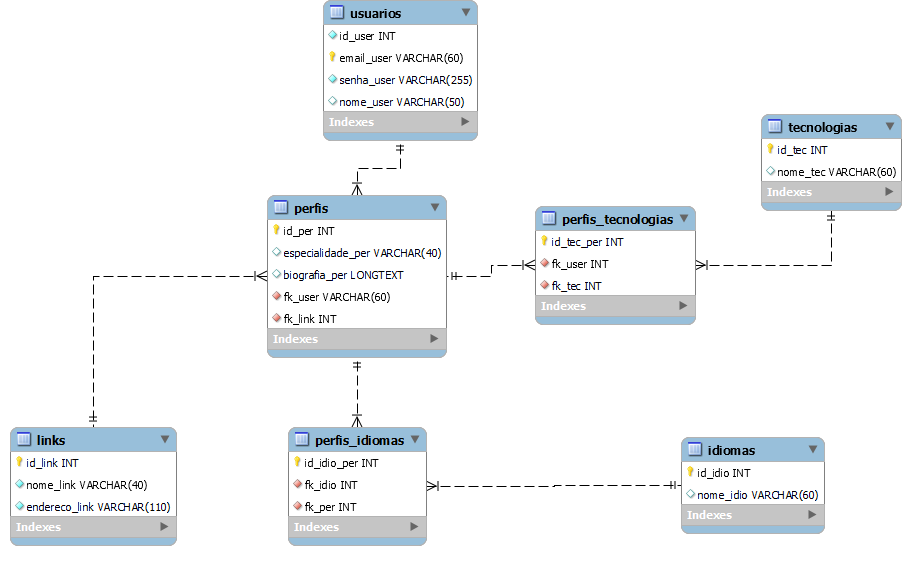 usuarios
id_user INT
email_user VARCHAR(60)
senha_user VARCHAR(255)
nome_user VARCHAR(50)
Indexes
tecnologias
id_tec INT
nome_tec VARCHAR(60)
Indexes
perfis
id_per INT
especialidade_per VARCHAR(40)
biografia_per LONGTEXT
fk_user VARCHAR(60)
fk_link INT
Indexes
perfis_tecnologias
id_tec_per INT
fk_user INT
fk_tec INT
Indexes
links
id_link INT
nome_link VARCHAR(40)
endereco_link VARCHAR(110)
Indexes
perfis_idiomas
id_idio_per INT
fk_idio INT
fk_per INT
Indexes
idiomas
id_idio INT
nome_idio VARCHAR(60)
Indexes